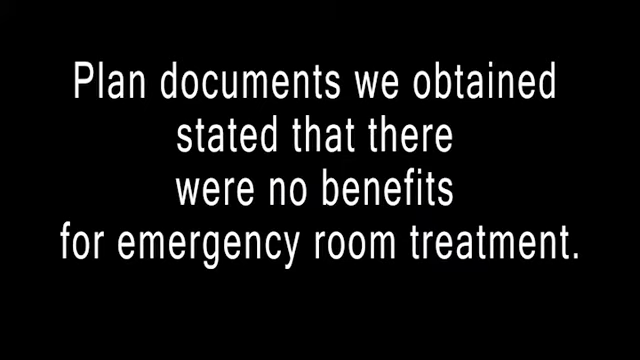 Plan documents we obtained
stated that there
were no benefits
for emergency room treatment.